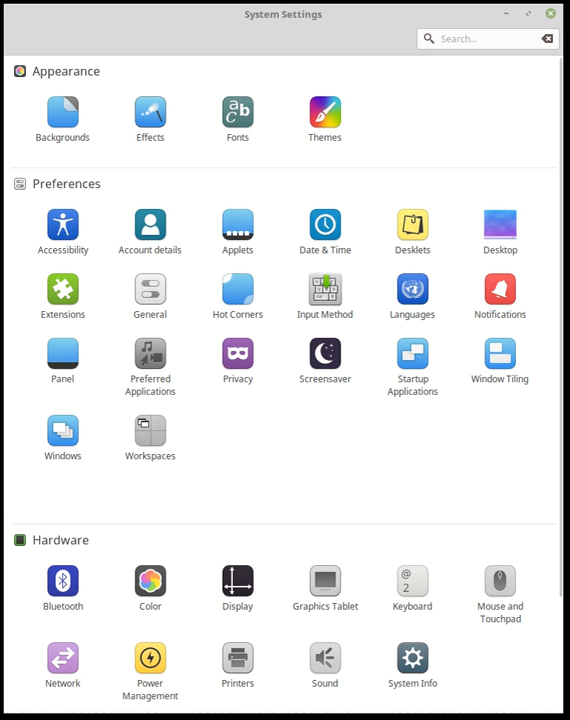 System Settings
Search...
Appearance
Backgrounds Effects Fonts Themes
Preferences
Accessibility Account details Applets Date & Time Desklets Desktop
Extensions General Hot Corners Input Method Languages Notifications
Panel Preferred Privacy Screensaver Startup Window Tiling
Applications Applications
Windows Workspaces
Hardware
Bluetooth Color Display Graphics Tablet Keyboard Mouse and
Touchpad
Network Power Printers Sound System Info
Management